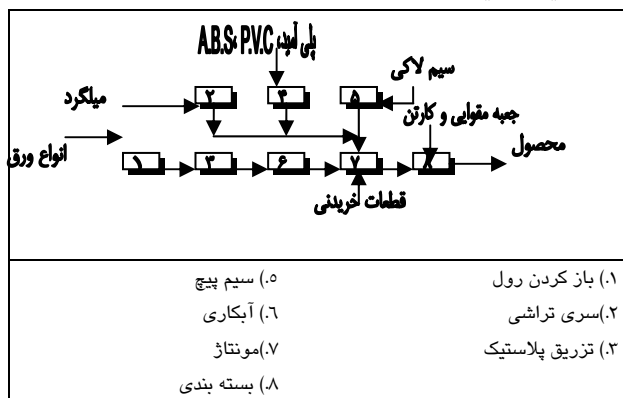 پلی آمید، A.B.S، P.V.C
سیم لاکی
میلگرد
۲
۴
۵
جعبه مقوایی و کارتن
انواع ورق
۱
۳
۶
۷
۸
محصول
قطعات خریدنی
۱.) باز کردن رول
۲.)سری تراشی
۳.) تزریق پلاستیک
۵.) سیم پیچ
۶.) آبکاری
۷.)مونتاژ
۸.) بسته بندی